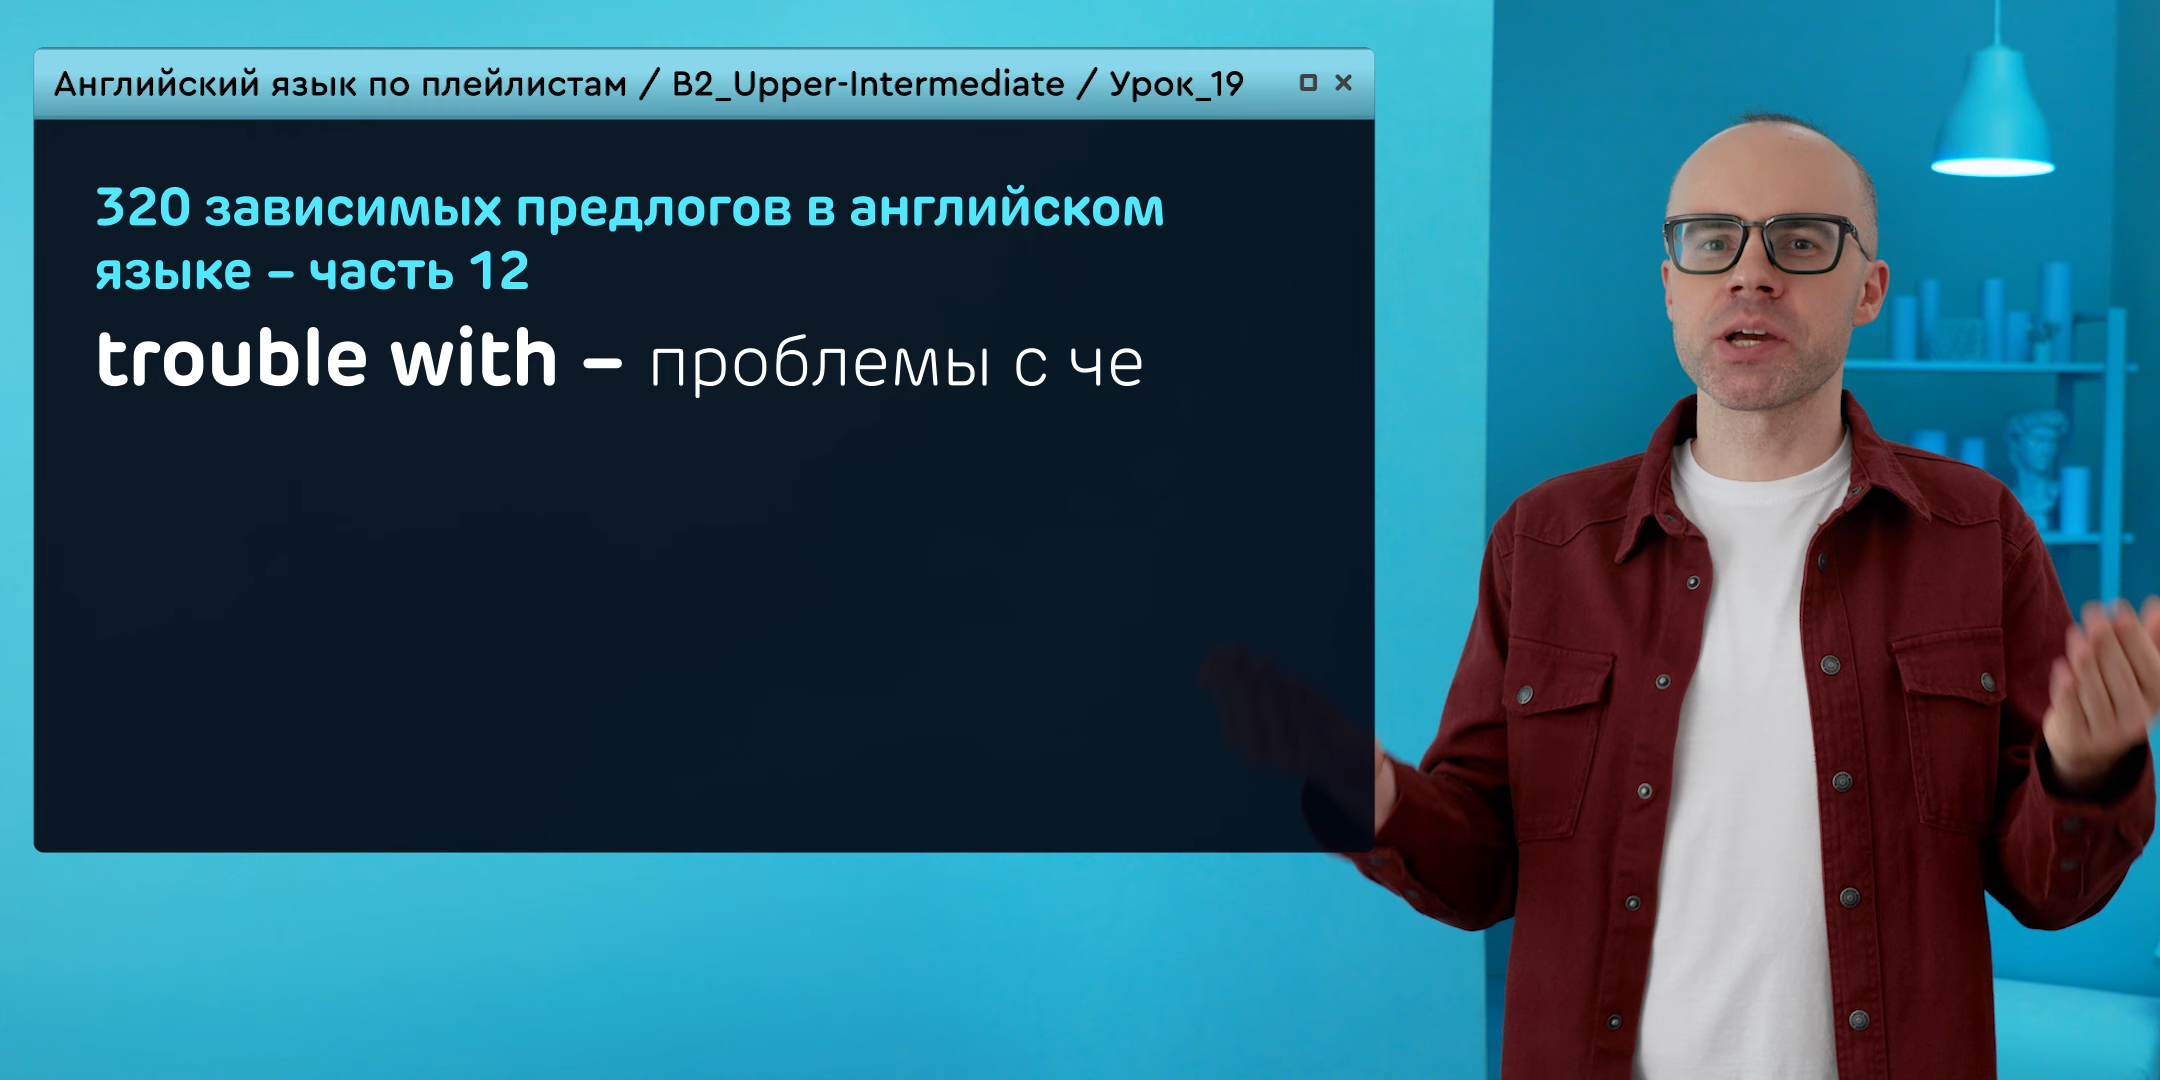 Английский язык по плейлистам / B2_Upper-Intermediate / Урок_19
320 зависимых предлогов в английском
языке – часть 12
trouble with – проблемы с че